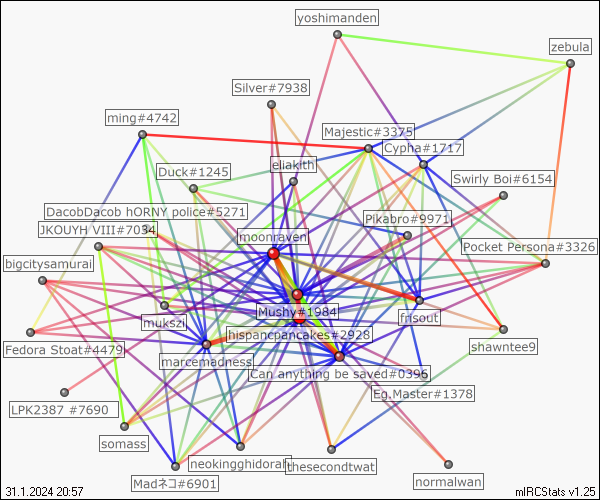 yoshimanden
zebula
Silver#7938
ming#4742
Majestic#3375
Cypha#1717
eliakith
Duck#1245
Swirly Boi#6154
DacobDacob hORNY police#5271
Pikabro#9971
JKOUYH VIII#7034
moonraven
Pocket Persona#3326
bigcitysamurai
Mushy#1984
frisout
mukszi
hispancpancakes#2928
shawntee9
Fedora Stoat#4479
marcemadness
Can anything be saved#0396
Eg.Master#1378
LPK2387 #7690
somass
neokingghidorah
thesecondtwat
Madネコ#6901
normalwan
31.1.2024 20:57
mIRCStats v1.25